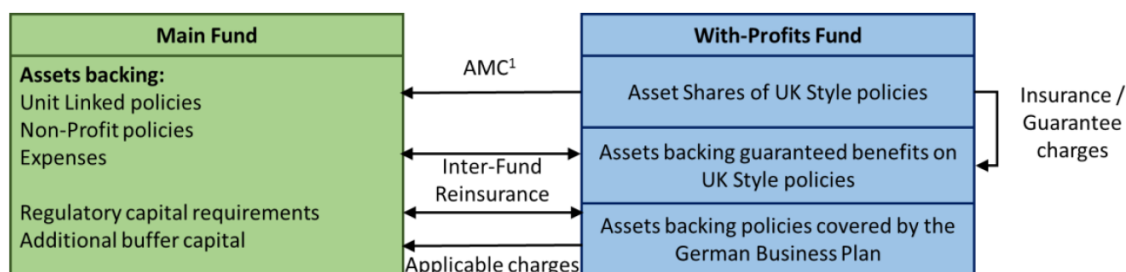 Main Fund
Assets backing:
Unit Linked policies
Non-Profit policies
Expenses
Regulatory capital requirements
Additional buffer capital
AMC¹
Inter-Fund
Reinsurance
Applicable charges
With-Profits Fund
Asset Shares of UK Style policies
Assets backing guaranteed benefits on
UK Style policies
Assets backing policies covered by the
German Business Plan
Insurance /
Guarantee
charges